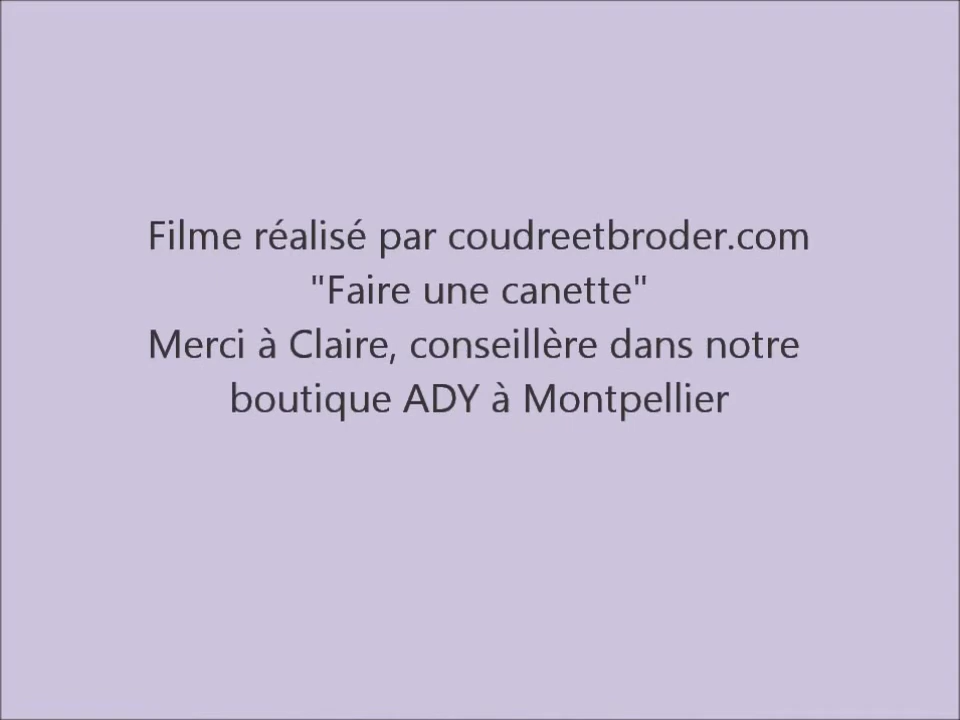 Filme réalisé par coudreetbroder.com
"Faire une canette"
Merci à Claire, conseillère dans notre
boutique ADY à Montpellier